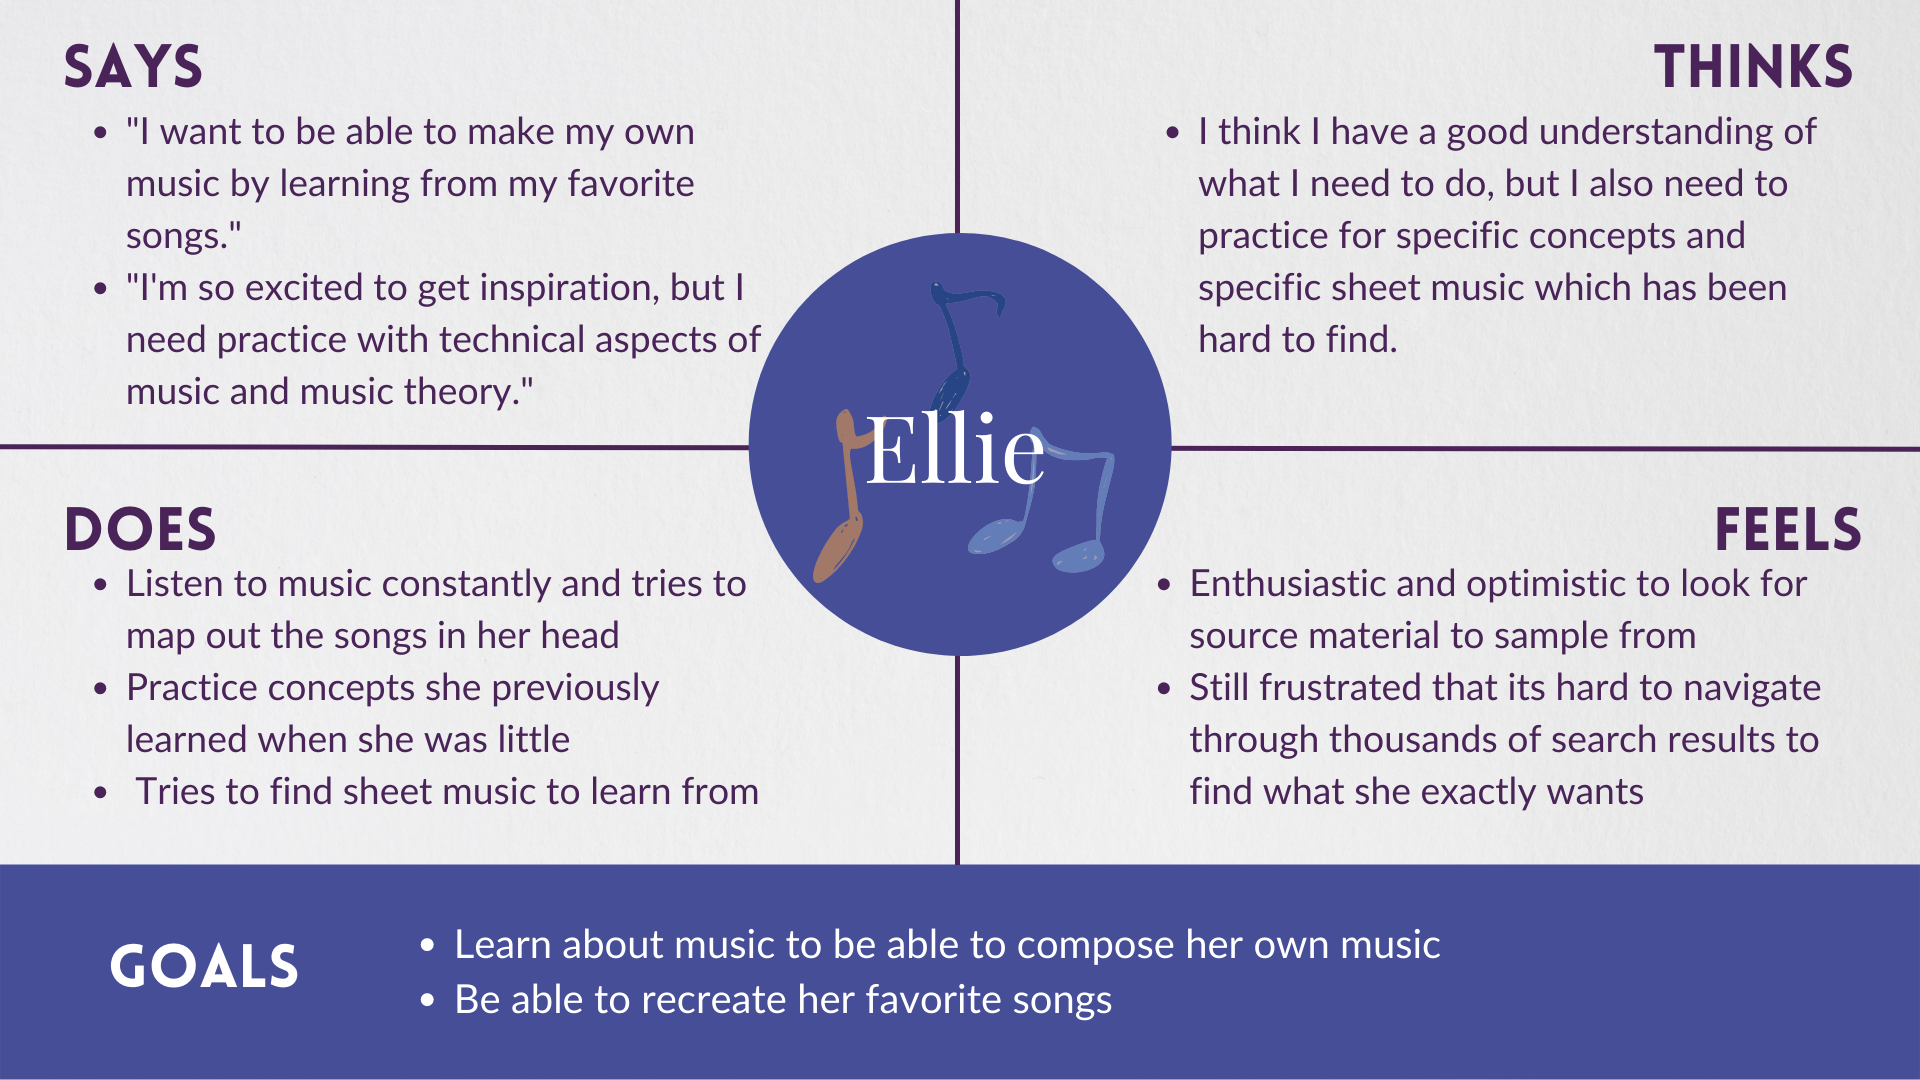 SAYS
• "I want to be able to make my own
music by learning from my favorite
songs."
• "I'm so excited to get inspiration, but I
need practice with technical aspects of
music and music theory."
THINKS
• I think I have a good understanding of
what I need to do, but I also need to
practice for specific concepts and
specific sheet music which has been
hard to find.
Ellie
DOES
• Listen to music constantly and tries to
map out the songs in her head
• Practice concepts she previously
learned when she was little
• Tries to find sheet music to learn from
FEELS
• Enthusiastic and optimistic to look for
source material to sample from
• Still frustrated that its hard to navigate
through thousands of search results to
find what she exactly wants
GOALS
• Learn about music to be able to compose her own music
• Be able to recreate her favorite songs